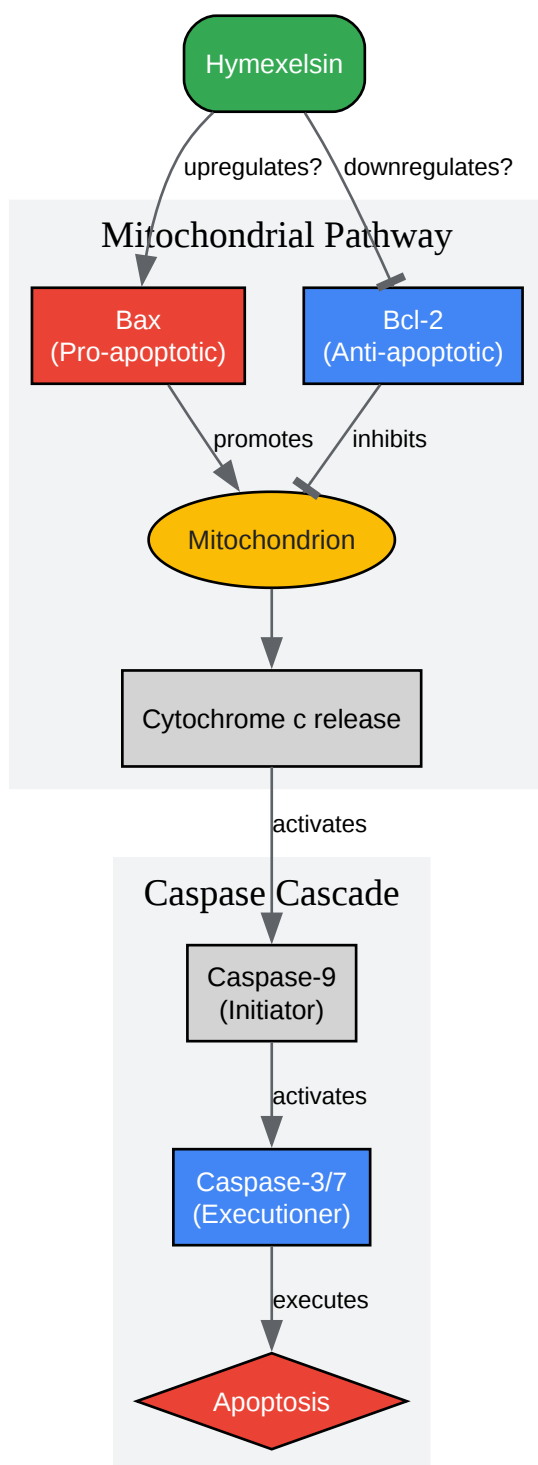 Hymexelsin
upregulates?
downregulates?
Mitochondrial Pathway
Bax
(Pro-apoptotic)
Bcl-2
(Anti-apoptotic)
promotes
inhibits
Mitochondrion
Cytochrome c release
activates
Caspase Cascade
Caspase-9
(Initiator)
activates
Caspase-3/7
(Executioner)
executes
Apoptosis